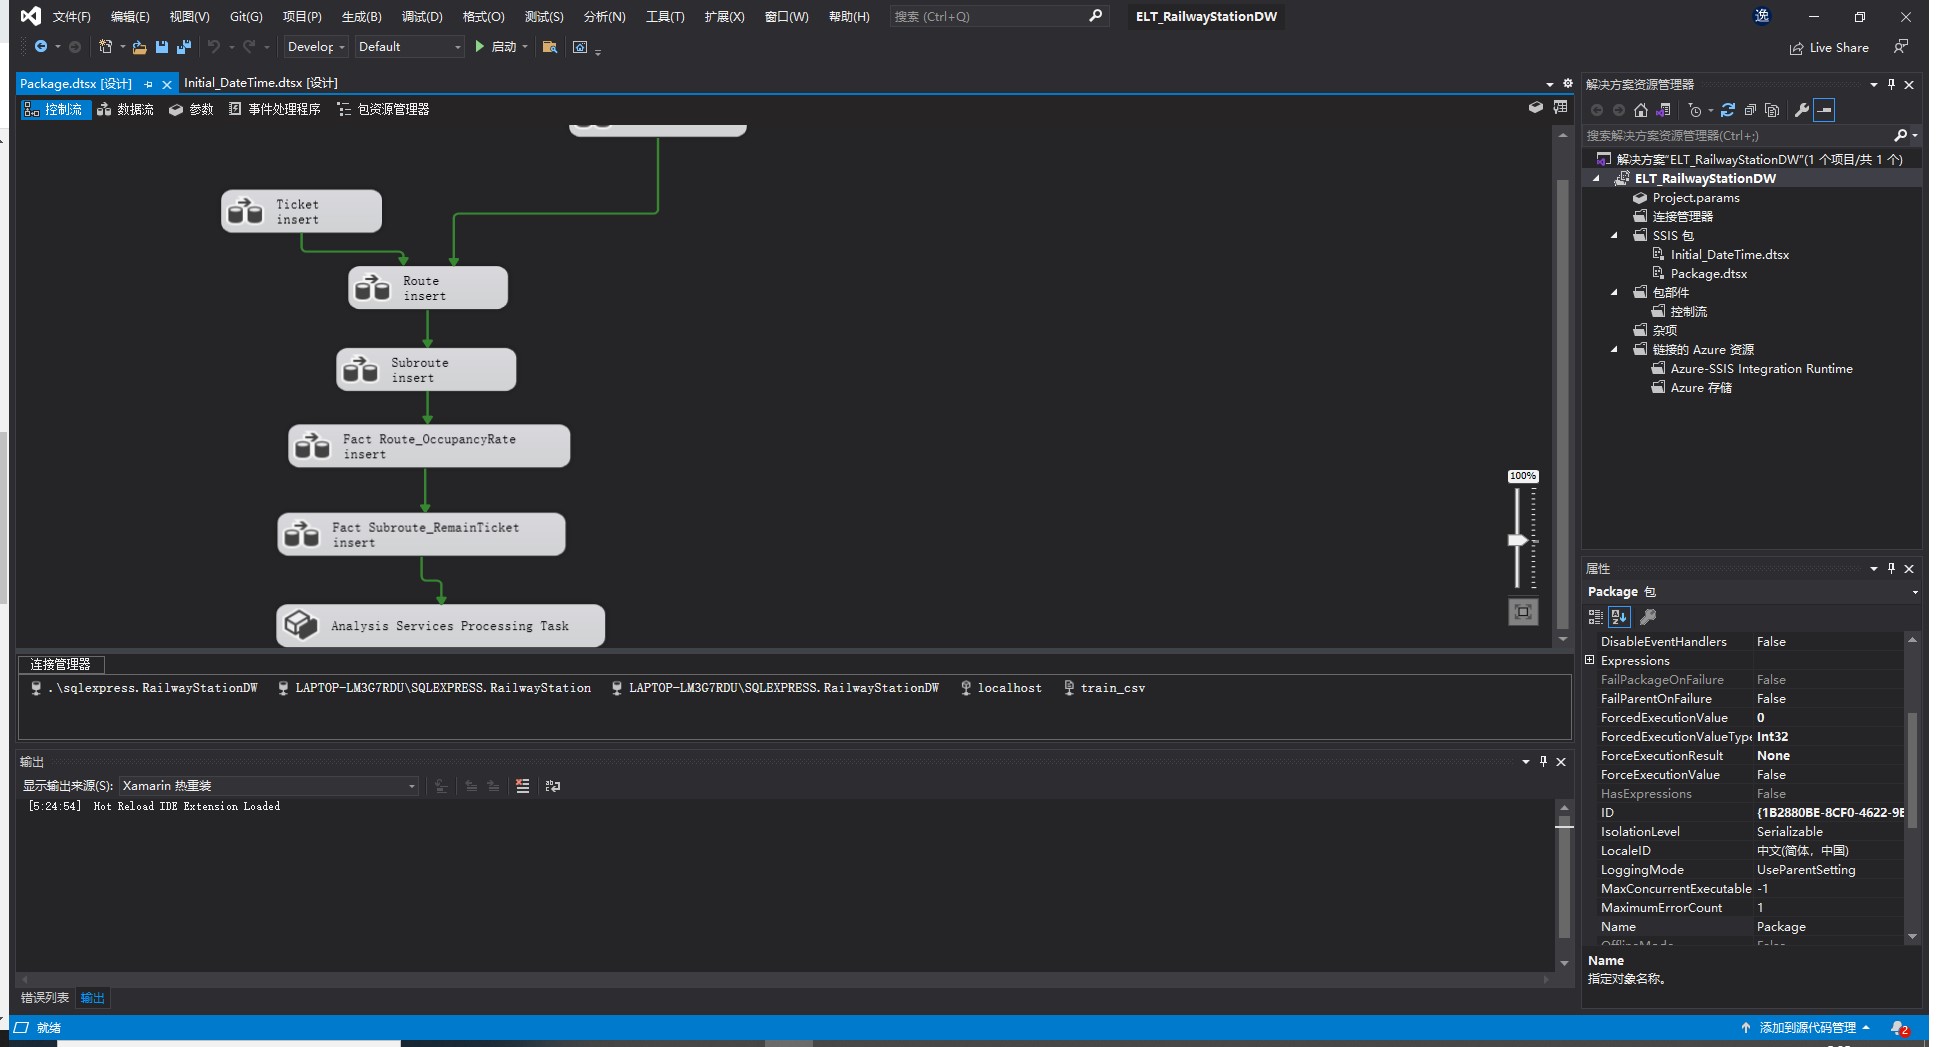 文件(F) 编辑(E) 视图(V) Git(G) 项目(P) 生成(B) 调试(D) 格式(O) 测试(S) 分析(N) 工具(T) 扩展(X) 窗口(W) 帮助(H) 搜索 (Ctrl+Q) ELT_RailwayStationDW 逸
Develop Default 启动 Live Share
Package.dtsx [设计] Initial_DateTime.dtsx [设计]
控制流 数据流 参数 事件处理程序 包资源管理器
Ticket
insert
Route
insert
Subroute
insert
Fact Route_OccupancyRate
insert
Fact Subroute_RemainTicket
insert
Analysis Services Processing Task
100%
连接管理器
.\sqlexpress.RailwayStationDW LAPTOP-LM3G7RDU\SQLEXPRESS.RailwayStation LAPTOP-LM3G7RDU\SQLEXPRESS.RailwayStationDW localhost train_csv
输出
显示输出来源(S): Xamarin 热重装
[5:24:54] Hot Reload IDE Extension Loaded
错误列表 输出
解决方案资源管理器
搜索解决方案资源管理器(Ctrl+;)
解决方案"ELT_RailwayStationDW"(1 个项目/共 1 个)
ELT_RailwayStationDW
Project.params
连接管理器
SSIS 包
Initial_DateTime.dtsx
Package.dtsx
包部件
控制流
杂项
链接的 Azure 资源
Azure-SSIS Integration Runtime
Azure 存储
属性
Package 包
DisableEventHandlers False
Expressions
FailPackageOnFailure False
FailParentOnFailure False
ForcedExecutionValue 0
ForcedExecutionValueType Int32
ForceExecutionResult None
ForceExecutionValue False
HasExpressions False
ID {1B2880BE-8CF0-4622-9E
IsolationLevel Serializable
LocaleID 中文(简体，中国)
LoggingMode UseParentSetting
MaxConcurrentExecutable -1
MaximumErrorCount 1
Name Package
OfflineMode False
Name
指定对象名称。
就绪 添加到源代码管理 2